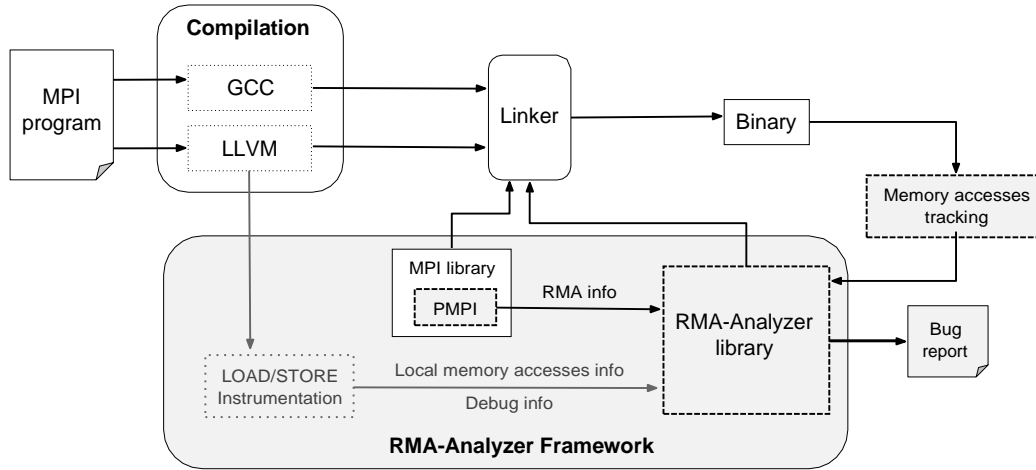 Compilation
MPI
program
GCC
LLVM
Linker
Binary
Memory accesses
tracking
MPI library
PMPI
RMA info
RMA-Analyzer
library
Bug
report
LOAD/STORE
Instrumentation
Local memory accesses info
Debug info
RMA-Analyzer Framework